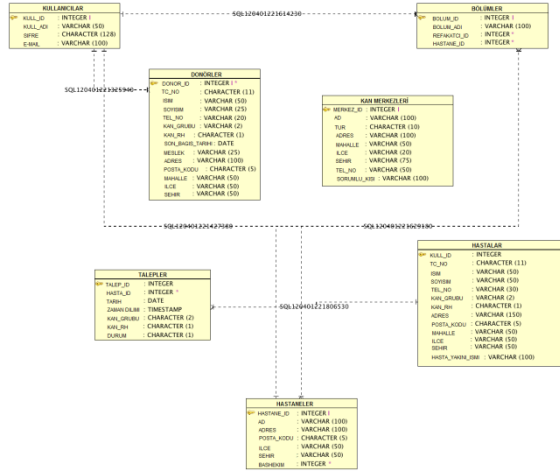 KULLANICILAR
KULL_ID : INTEGER I
KULL_ADI : VARCHAR (50)
SIFRE : CHARACTER (128)
E-MAIL : VARCHAR (100)
SQL120401221614230
BÖLÜMLER
BOLUM_ID : INTEGER I
BOLUM_ADI : VARCHAR (100)
REFAKATCI_ID : INTEGER *
HASTANE_ID : INTEGER *
DONÖRLER
DONOR_ID : INTEGER I *
TC_NO : CHARACTER (11)
ISIM : VARCHAR (50)
SOYISIM : VARCHAR (25)
TEL_NO : VARCHAR (20)
KAN_GRUBU : VARCHAR (2)
KAN_RH : CHARACTER (1)
SON_BAGIS_TARIHI : DATE
MESLEK : VARCHAR (25)
ADRES : VARCHAR (100)
POSTA_KODU : CHARACTER (5)
MAHALLE : VARCHAR (50)
ILCE : VARCHAR (50)
SEHIR : VARCHAR (50)
KAN MERKEZLERİ
MERKEZ_ID : INTEGER I
AD : VARCHAR (100)
TUR : CHARACTER (10)
ADRES : VARCHAR (100)
MAHALLE : VARCHAR (50)
ILCE : VARCHAR (20)
SEHIR : VARCHAR (75)
TEL_NO : VARCHAR (50)
SORUMLU_KISI : VARCHAR (100)
HASTALAR
KULL_ID : INTEGER
TC_NO : CHARACTER (11)
ISIM : VARCHAR (50)
SOYISIM : VARCHAR (50)
TEL_NO : VARCHAR (30)
KAN_GRUBU : VARCHAR (2)
KAN_RH : CHARACTER (1)
ADRES : VARCHAR (150)
POSTA_KODU : CHARACTER (5)
MAHALLE : VARCHAR (50)
ILCE : VARCHAR (50)
SEHIR : VARCHAR (50)
HASTA_YAKINI_ISMI : VARCHAR (100)
TALEPLER
TALEP_ID : INTEGER
HASTA_ID : INTEGER *
TARIH : DATE
ZAMAN DILIMI : TIMESTAMP
KAN_GRUBU : CHARACTER (2)
KAN_RH : CHARACTER (1)
DURUM : CHARACTER (1)
SQL120401221806530
HASTANELER
HASTANE_ID : INTEGER I
AD : VARCHAR (100)
ADRES : VARCHAR (100)
POSTA_KODU : CHARACTER (5)
ILCE : VARCHAR (50)
SEHIR : VARCHAR (50)
BASHEKIM : INTEGER *